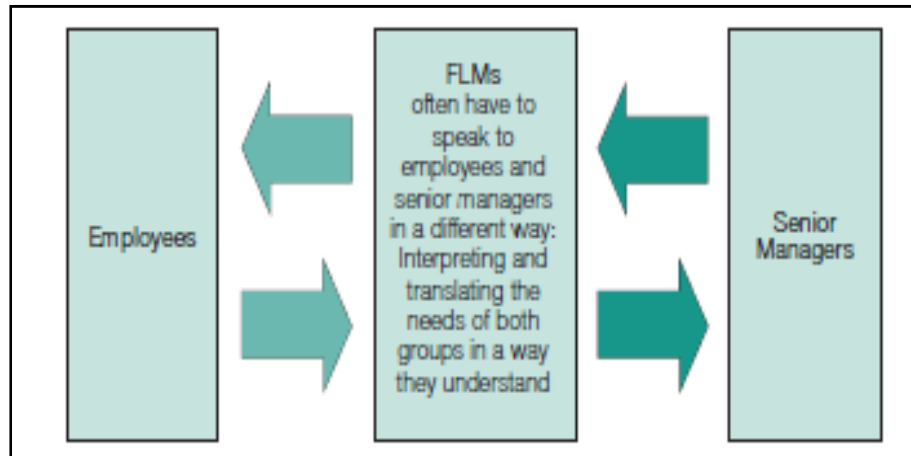 Employees
FLMs
often have to
speak to
employees and
senior managers
in a different way:
Interpreting and
translating the
needs of both
groups in a way
they understand
Senior
Managers